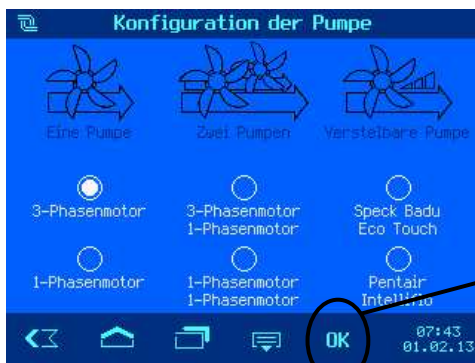 Konfiguration der Pumpe
Eine Pumpe
Zwei Pumpen
Verstelbare Pumpe
3-Phasenmotor
3-Phasenmotor
1-Phasenmotor
Speck Badu
Eco Touch
1-Phasenmotor
1-Phasenmotor
1-Phasenmotor
Pentair
Intelliflo
OK
07:43
01.02.13